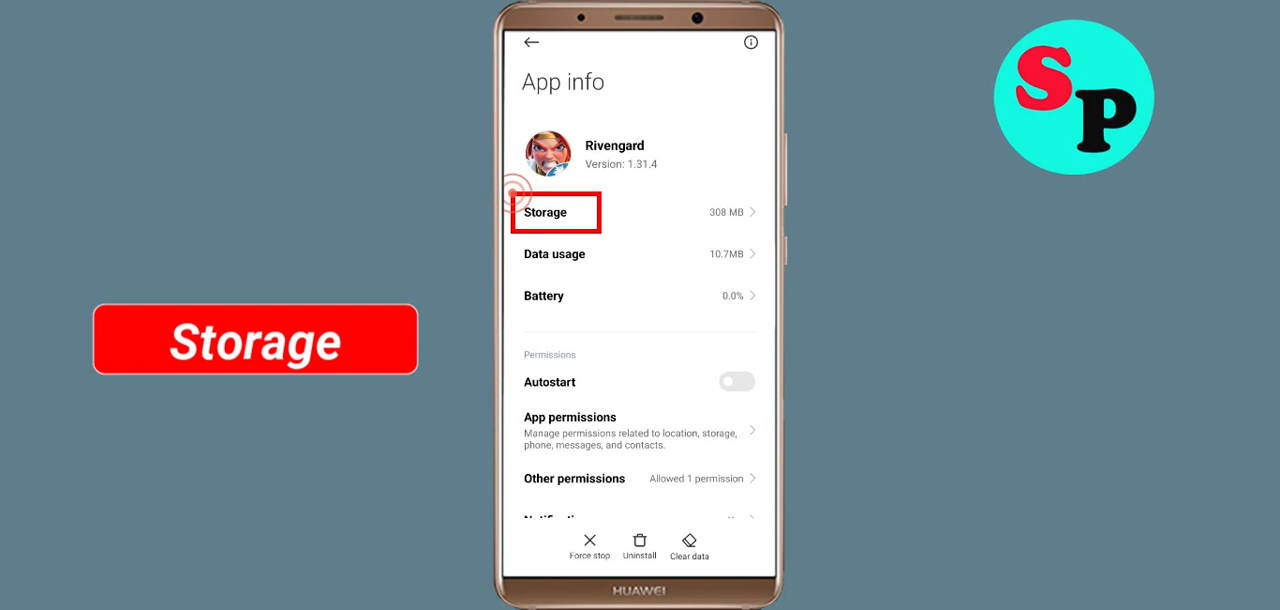 App info
Rivengard
Version: 1.31.4
Storage
308 MB
Data usage
10.7MB
Battery
0.0%
Permissions
Autostart
App permissions
Manage permissions related to location, storage,
phone, messages, and contacts.
Other permissions
Allowed 1 permission
Force stop
Uninstall
Clear data
HUAWEI
Storage
SP